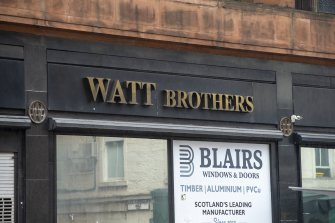 WATT BROTHERS
BLAIRS
WINDOWS & DOORS
TIMBER | ALUMINIUM | PVCu
SCOTLAND'S LEADING
MANUFACTURER